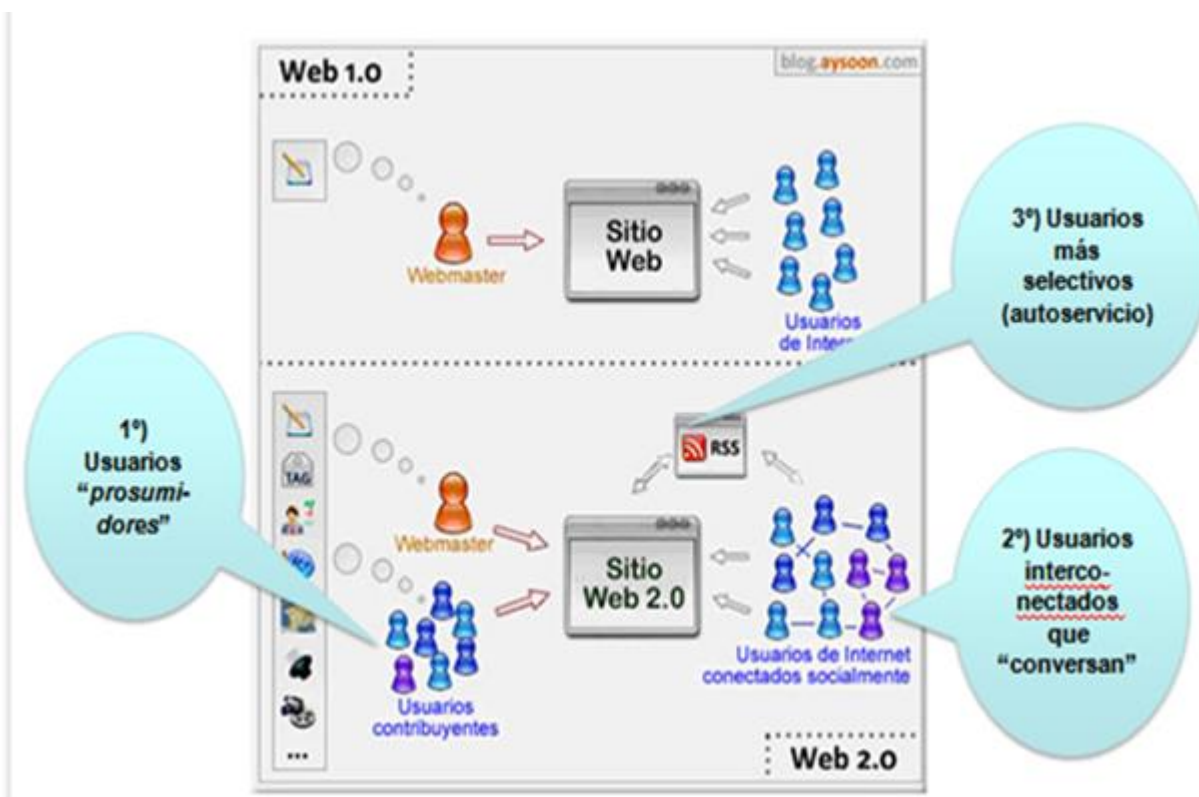 Web 1.0
blog.aysoon.com
Webmaster
Sitio
Web
Usuarios
de Inter
3º) Usuarios
más
selectivos
(autoservicio)
1º)
Usuarios
“prosumi-
dores”
TAG
RSS
Webmaster
Sitio
Web 2.0
Usuarios
contribuyentes
Usuarios de Internet
conectados socialmente
2º) Usuarios
interco-
nectados
que
“conversan”
...
Web 2.0